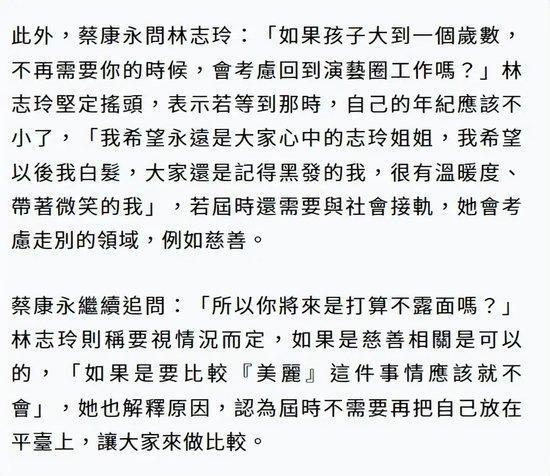 此外，蔡康永問林志玲：「如果孩子大到一個歲數，
不再需要你的時候，會考慮回到演藝圈工作嗎？」林
志玲堅定搖頭，表示若等到那時，自己的年紀應該不
小了，「我希望永遠是大家心中的志玲姐姐，我希望
以後我白髮，大家還是記得黑發的我，很有溫暖度、
帶著微笑的我」，若屆時還需要與社會接軌，她會考
慮走別的領域，例如慈善。
蔡康永繼續追問：「所以你將來是打算不露面嗎？」
林志玲則稱要視情況而定，如果是慈善相關是可以
的，「如果是要比較『美麗』這件事情應該就不
會」，她也解釋原因，認為屆時不需要再把自己放在
平臺上，讓大家來做比較。